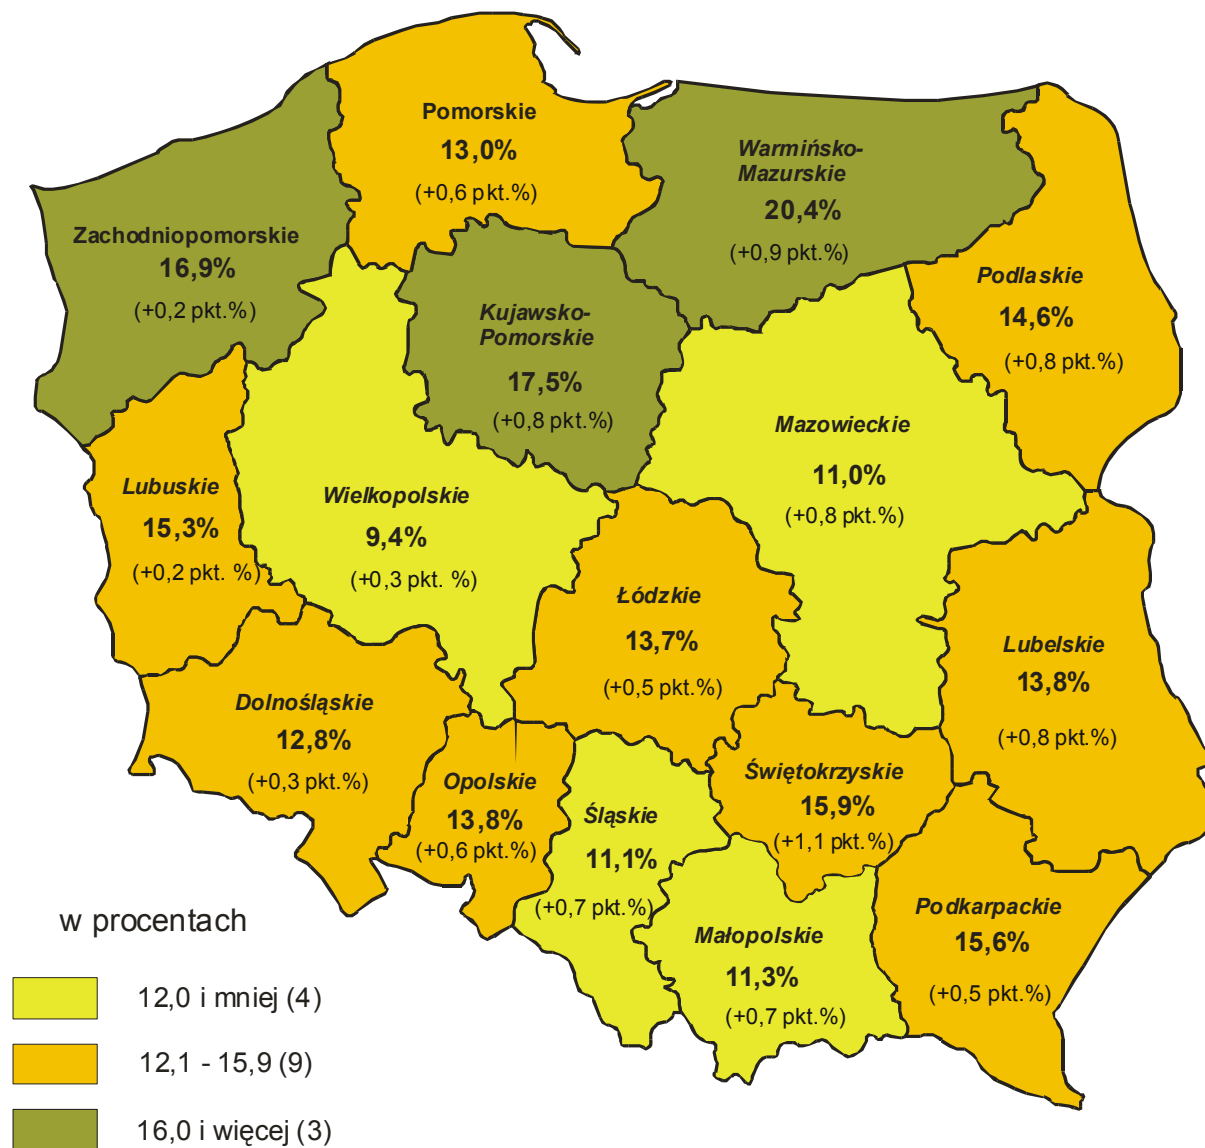 Pomorskie
13,0%
(+0,6 pkt.%)
Warmińsko-
Mazurskie
20,4%
(+0,9 pkt.%)
Zachodniopomorskie
16,9%
(+0,2 pkt.%)
Podlaskie
14,6%
(+0,8 pkt.%)
Kujawsko-
Pomorskie
17,5%
(+0,8 pkt.%)
Mazowieckie
11,0%
(+0,8 pkt.%)
Lubuskie
15,3%
(+0,2 pkt. %)
Wielkopolskie
9,4%
(+0,3 pkt. %)
Łódzkie
13,7%
(+0,5 pkt.%)
Lubelskie
13,8%
(+0,8 pkt.%)
Dolnośląskie
12,8%
(+0,3 pkt.%)
Opolskie
13,8%
(+0,6 pkt.%)
Śląskie
11,1%
(+0,7 pkt.%)
Świętokrzyskie
15,9%
(+1,1 pkt.%)
Małopolskie
11,3%
(+0,7 pkt.%)
Podkarpackie
15,6%
(+0,5 pkt.%)
w procentach
12,0 i mniej (4)
12,1 - 15,9 (9)
16,0 i więcej (3)